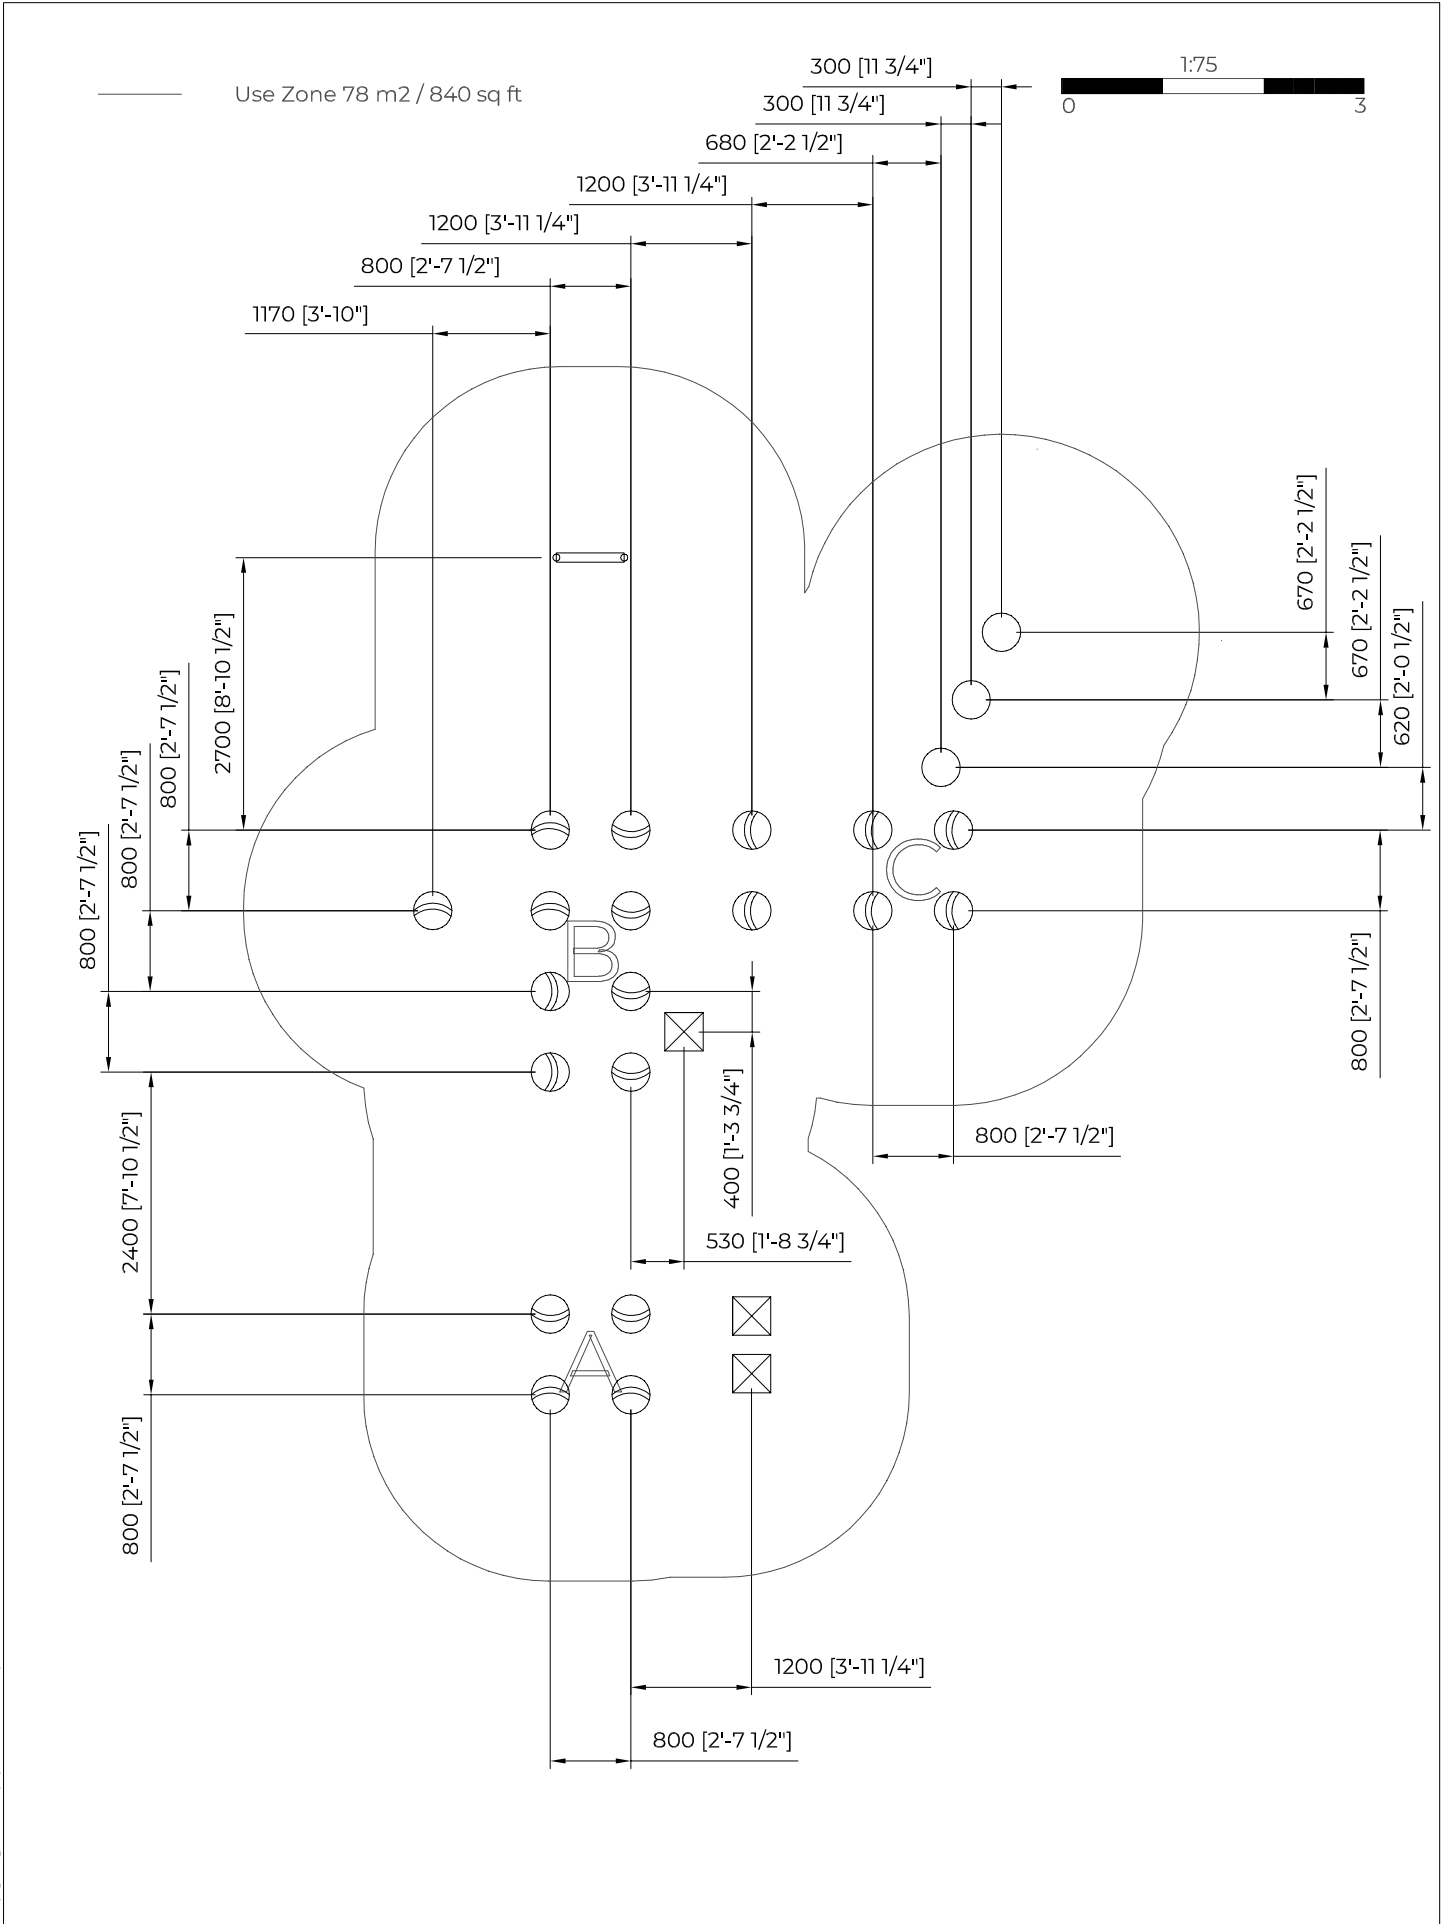 300 [11 3/4"]
1:75
Use Zone 78 m2 / 840 sq ft
300 [11 3/4"]
0
3
680 [2'-2 1/2"]
1200 [3'-11 1/4"]
1200 [3'-11 1/4"]
800 [2'-7 1/2"]
1170 [3'-10"]
670 [2'-2 1/2"]
670 [2'-2 1/2"]
620 [2'-0 1/2"]
2700 [8'-10 1/2"]
800 [2'-7 1/2"]
800 [2'-7 1/2"]
800 [2'-7 1/2"]
C
B
800 [2'-7 1/2"]
400 [1'-3 3/4"]
800 [2'-7 1/2"]
2400 [7'-10 1/2"]
530 [1'-8 3/4"]
A
800 [2'-7 1/2"]
1200 [3'-11 1/4"]
800 [2'-7 1/2"]